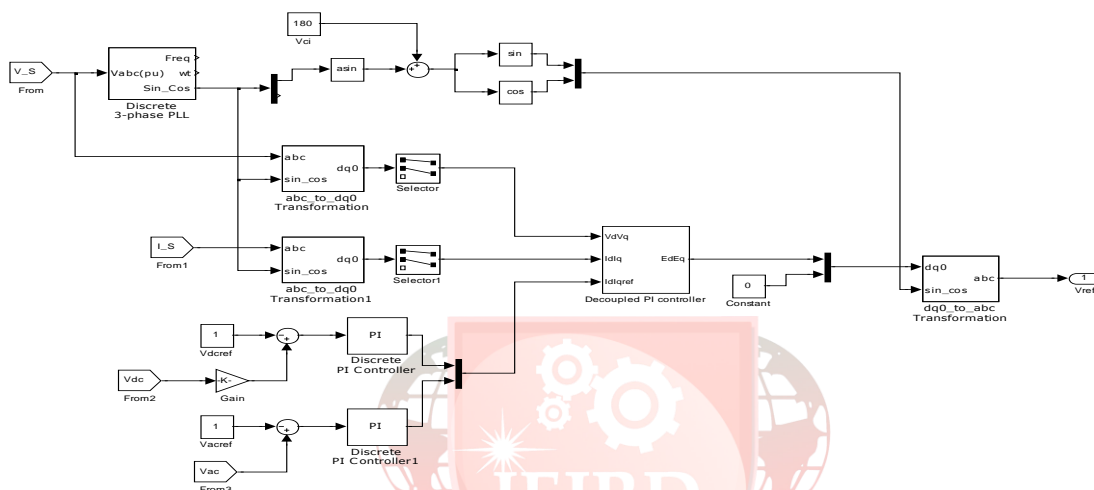 180
Vci
V_S
From
Vabc(pu)
Freq
wt
Sin_Cos
Discrete
3-phase PLL
asin
+
+
sin
cos
abc
sin_cos
dq0
abc_to_dq0
Transformation
Selector
I_S
From1
abc
sin_cos
dq0
abc_to_dq0
Transformation1
Selector1
VdVq
IdIq
IdIqref
EdEq
Decoupled PI controller
0
Constant
dq0
sin_cos
abc
dq0_to_abc
Transformation
1
Vref
1
Vdcref
−
+
PI
Discrete
PI Controller
Vdc
From2
-K-
Gain
1
Vacref
−
+
PI
Discrete
PI Controller1
Vac
From3